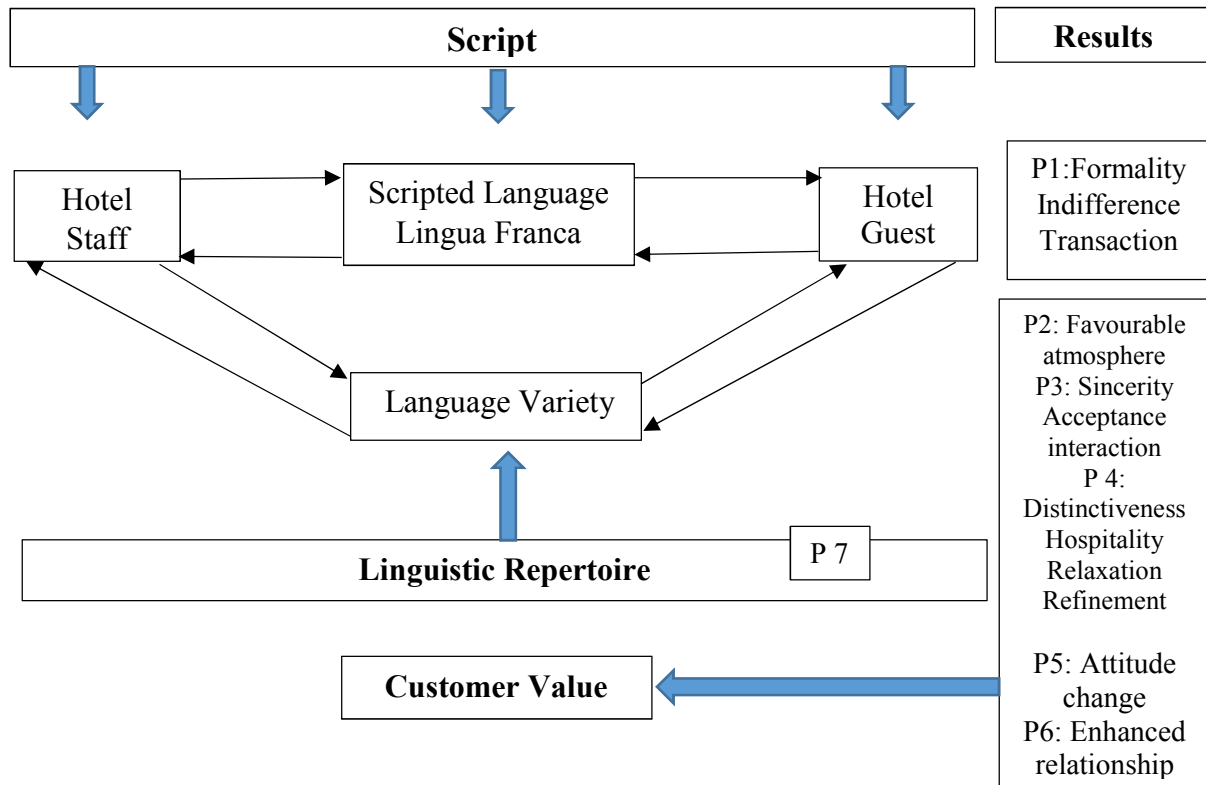 Script
Results
Hotel
Staff
Scripted Language
Lingua Franca
Hotel
Guest
P1:Formality
Indifference
Transaction
Language Variety
P2: Favourable
atmosphere
P3: Sincerity
Acceptance
interaction
P 4:
Distinctiveness
Hospitality
Relaxation
Refinement
P5: Attitude
change
P6: Enhanced
relationship
P 7
Linguistic Repertoire
Customer Value